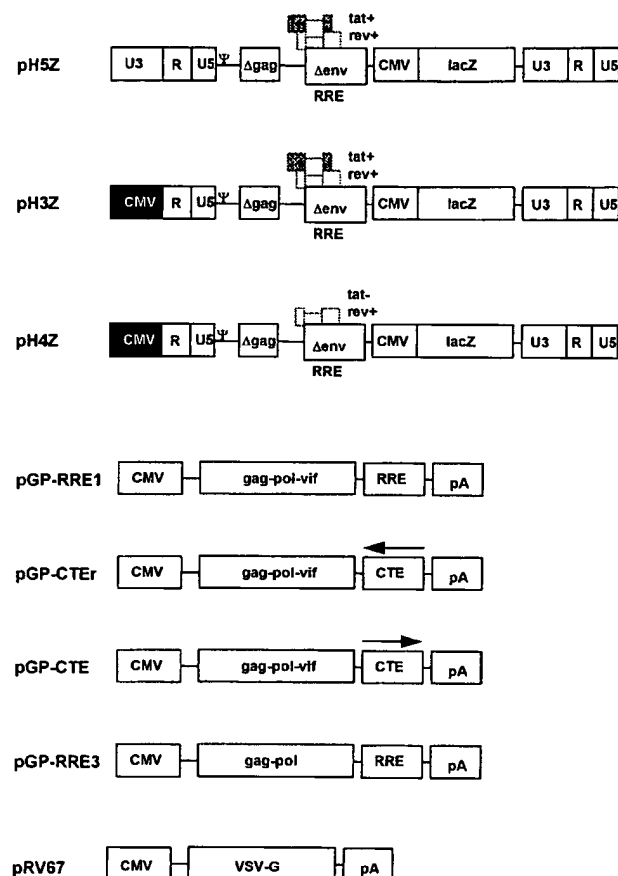 tat+
rev+
pH5Z U3 R U5 Ψ Δgag Δenv CMV lacZ U3 R U5
RRE
tat+
rev+
pH3Z CMV R U5 Ψ Δgag Δenv CMV lacZ U3 R U5
RRE
tat-
rev+
pH4Z CMV R U5 Ψ Δgag Δenv CMV lacZ U3 R U5
RRE
pGP-RRE1 CMV gag-pol-vif RRE pA
pGP-CTEr CMV gag-pol-vif CTE pA
pGP-CTE CMV gag-pol-vif CTE pA
pGP-RRE3 CMV gag-pol RRE pA
pRV67 CMV VSV-G pA